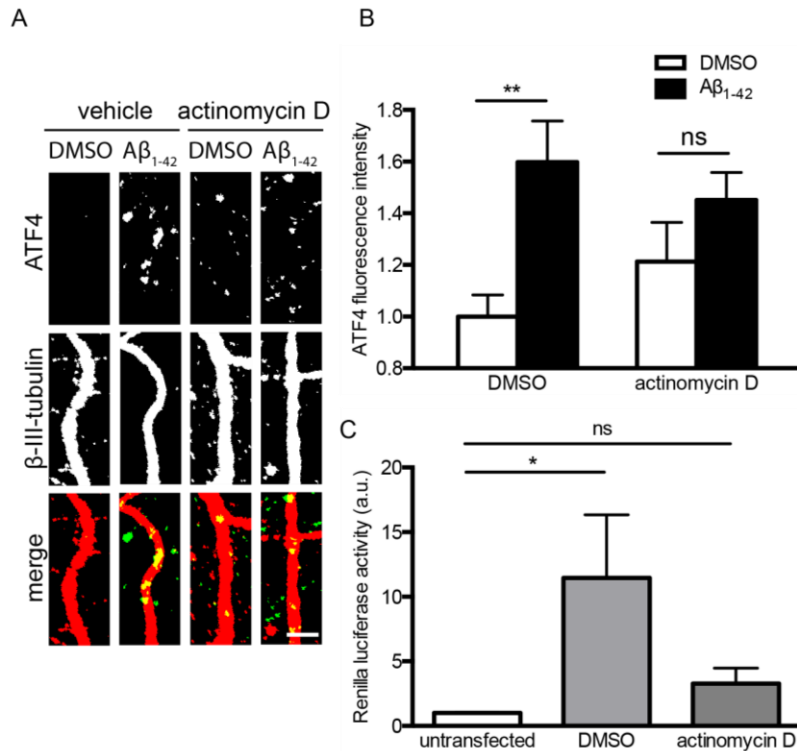 A
vehicle actinomycin D
DMSO Aβ1-42 DMSO Aβ1-42
ATF4
β-III-tubulin
merge
B
DMSO
Aβ1-42
ATF4 fluorescence intensity
1.8
1.6
1.4
1.2
1.0
0.8
**
ns
DMSO actinomycin D
C
Renilla luciferase activity (a.u.)
20
15
10
5
0
ns
*
untransfected DMSO actinomycin D